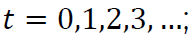 t = 0,1,2,3, …;